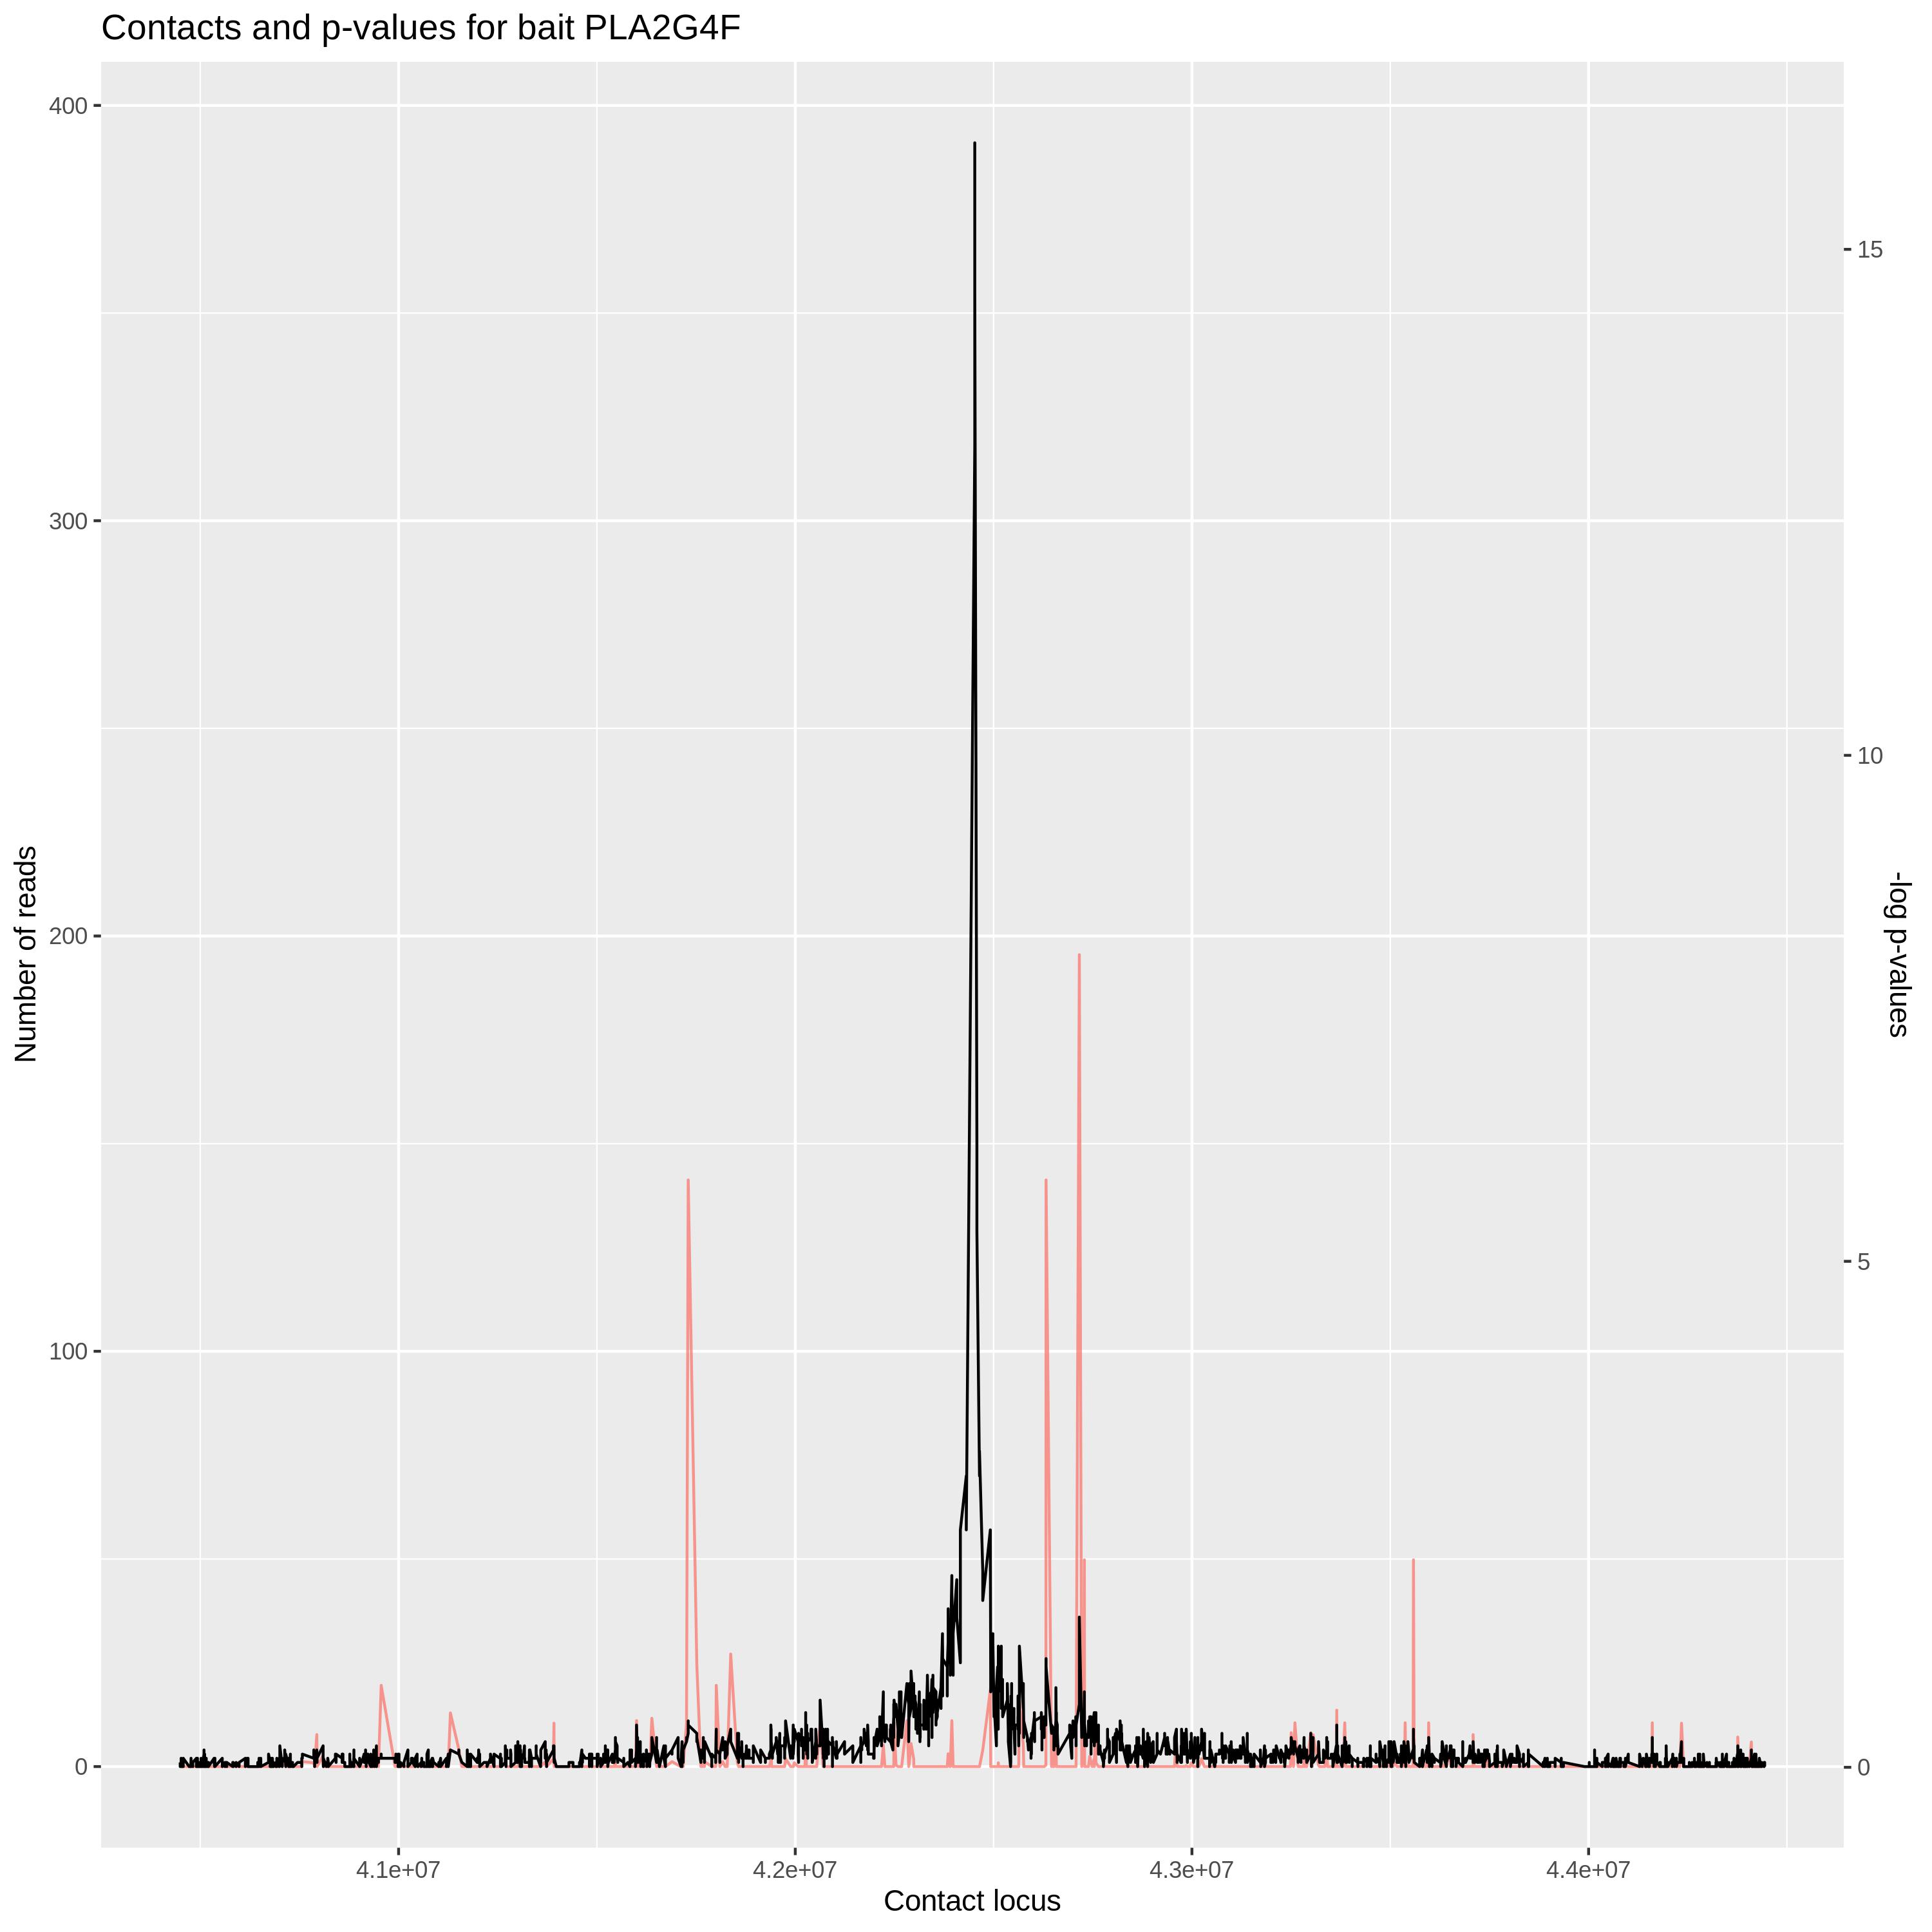 Contacts and p-values for bait PLA2G4F
400
300
200
100
0
Number of reads
15
10
5
0
-log p-values
4.1e+07
4.2e+07
4.3e+07
4.4e+07
Contact locus